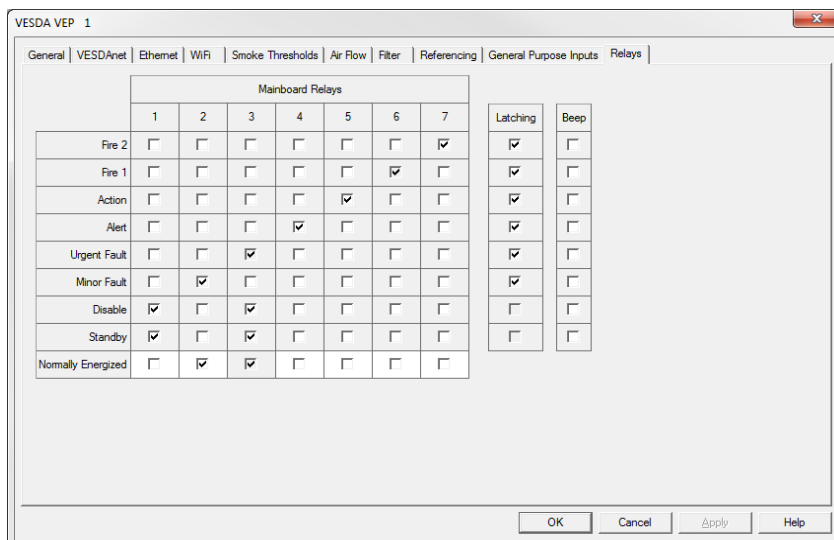 VESDA VEP 1
General VESDAnet Ethernet WiFi Smoke Thresholds Air Flow Filter Referencing General Purpose Inputs Relays
Mainboard Relays
1 2 3 4 5 6 7 Latching Beep
Fire 2
Fire 1
Action
Alert
Urgent Fault
Minor Fault
Disable
Standby
Normally Energized
OK Cancel Apply Help